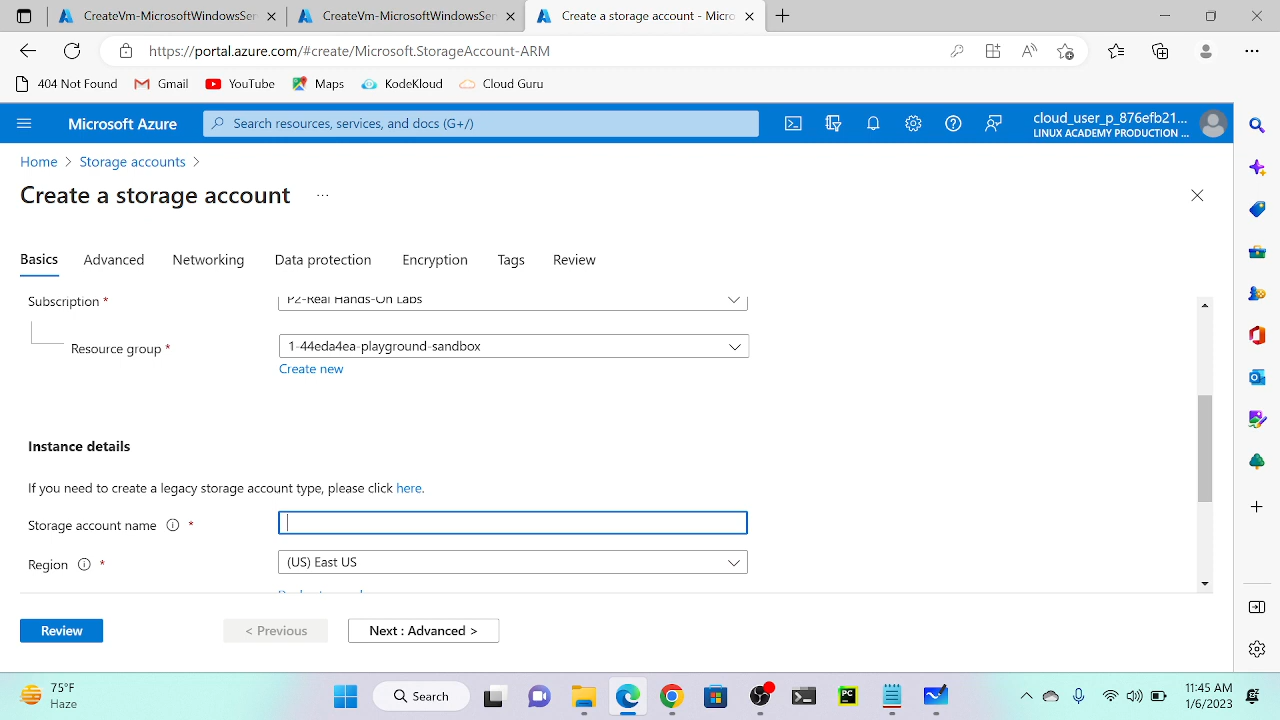 CreateVm-MicrosoftWindowsSer
CreateVm-MicrosoftWindowsSer
Create a storage account - Micro
https://portal.azure.com/#create/Microsoft.StorageAccount-ARM
404 Not Found
Gmail
YouTube
Maps
KodeKloud
Cloud Guru
Microsoft Azure
Search resources, services, and docs (G+/)
cloud_user_p_876efb21...
LINUX ACADEMY PRODUCTION ...
Home > Storage accounts >
Create a storage account ...
Basics
Advanced
Networking
Data protection
Encryption
Tags
Review
Subscription *
P2-Real Hands-On Labs
Resource group *
1-44eda4ea-playground-sandbox
Create new
Instance details
If you need to create a legacy storage account type, please click here.
Storage account name *
Region *
(US) East US
Review
< Previous
Next : Advanced >
75°F
Haze
Search
11:45 AM
1/6/2023